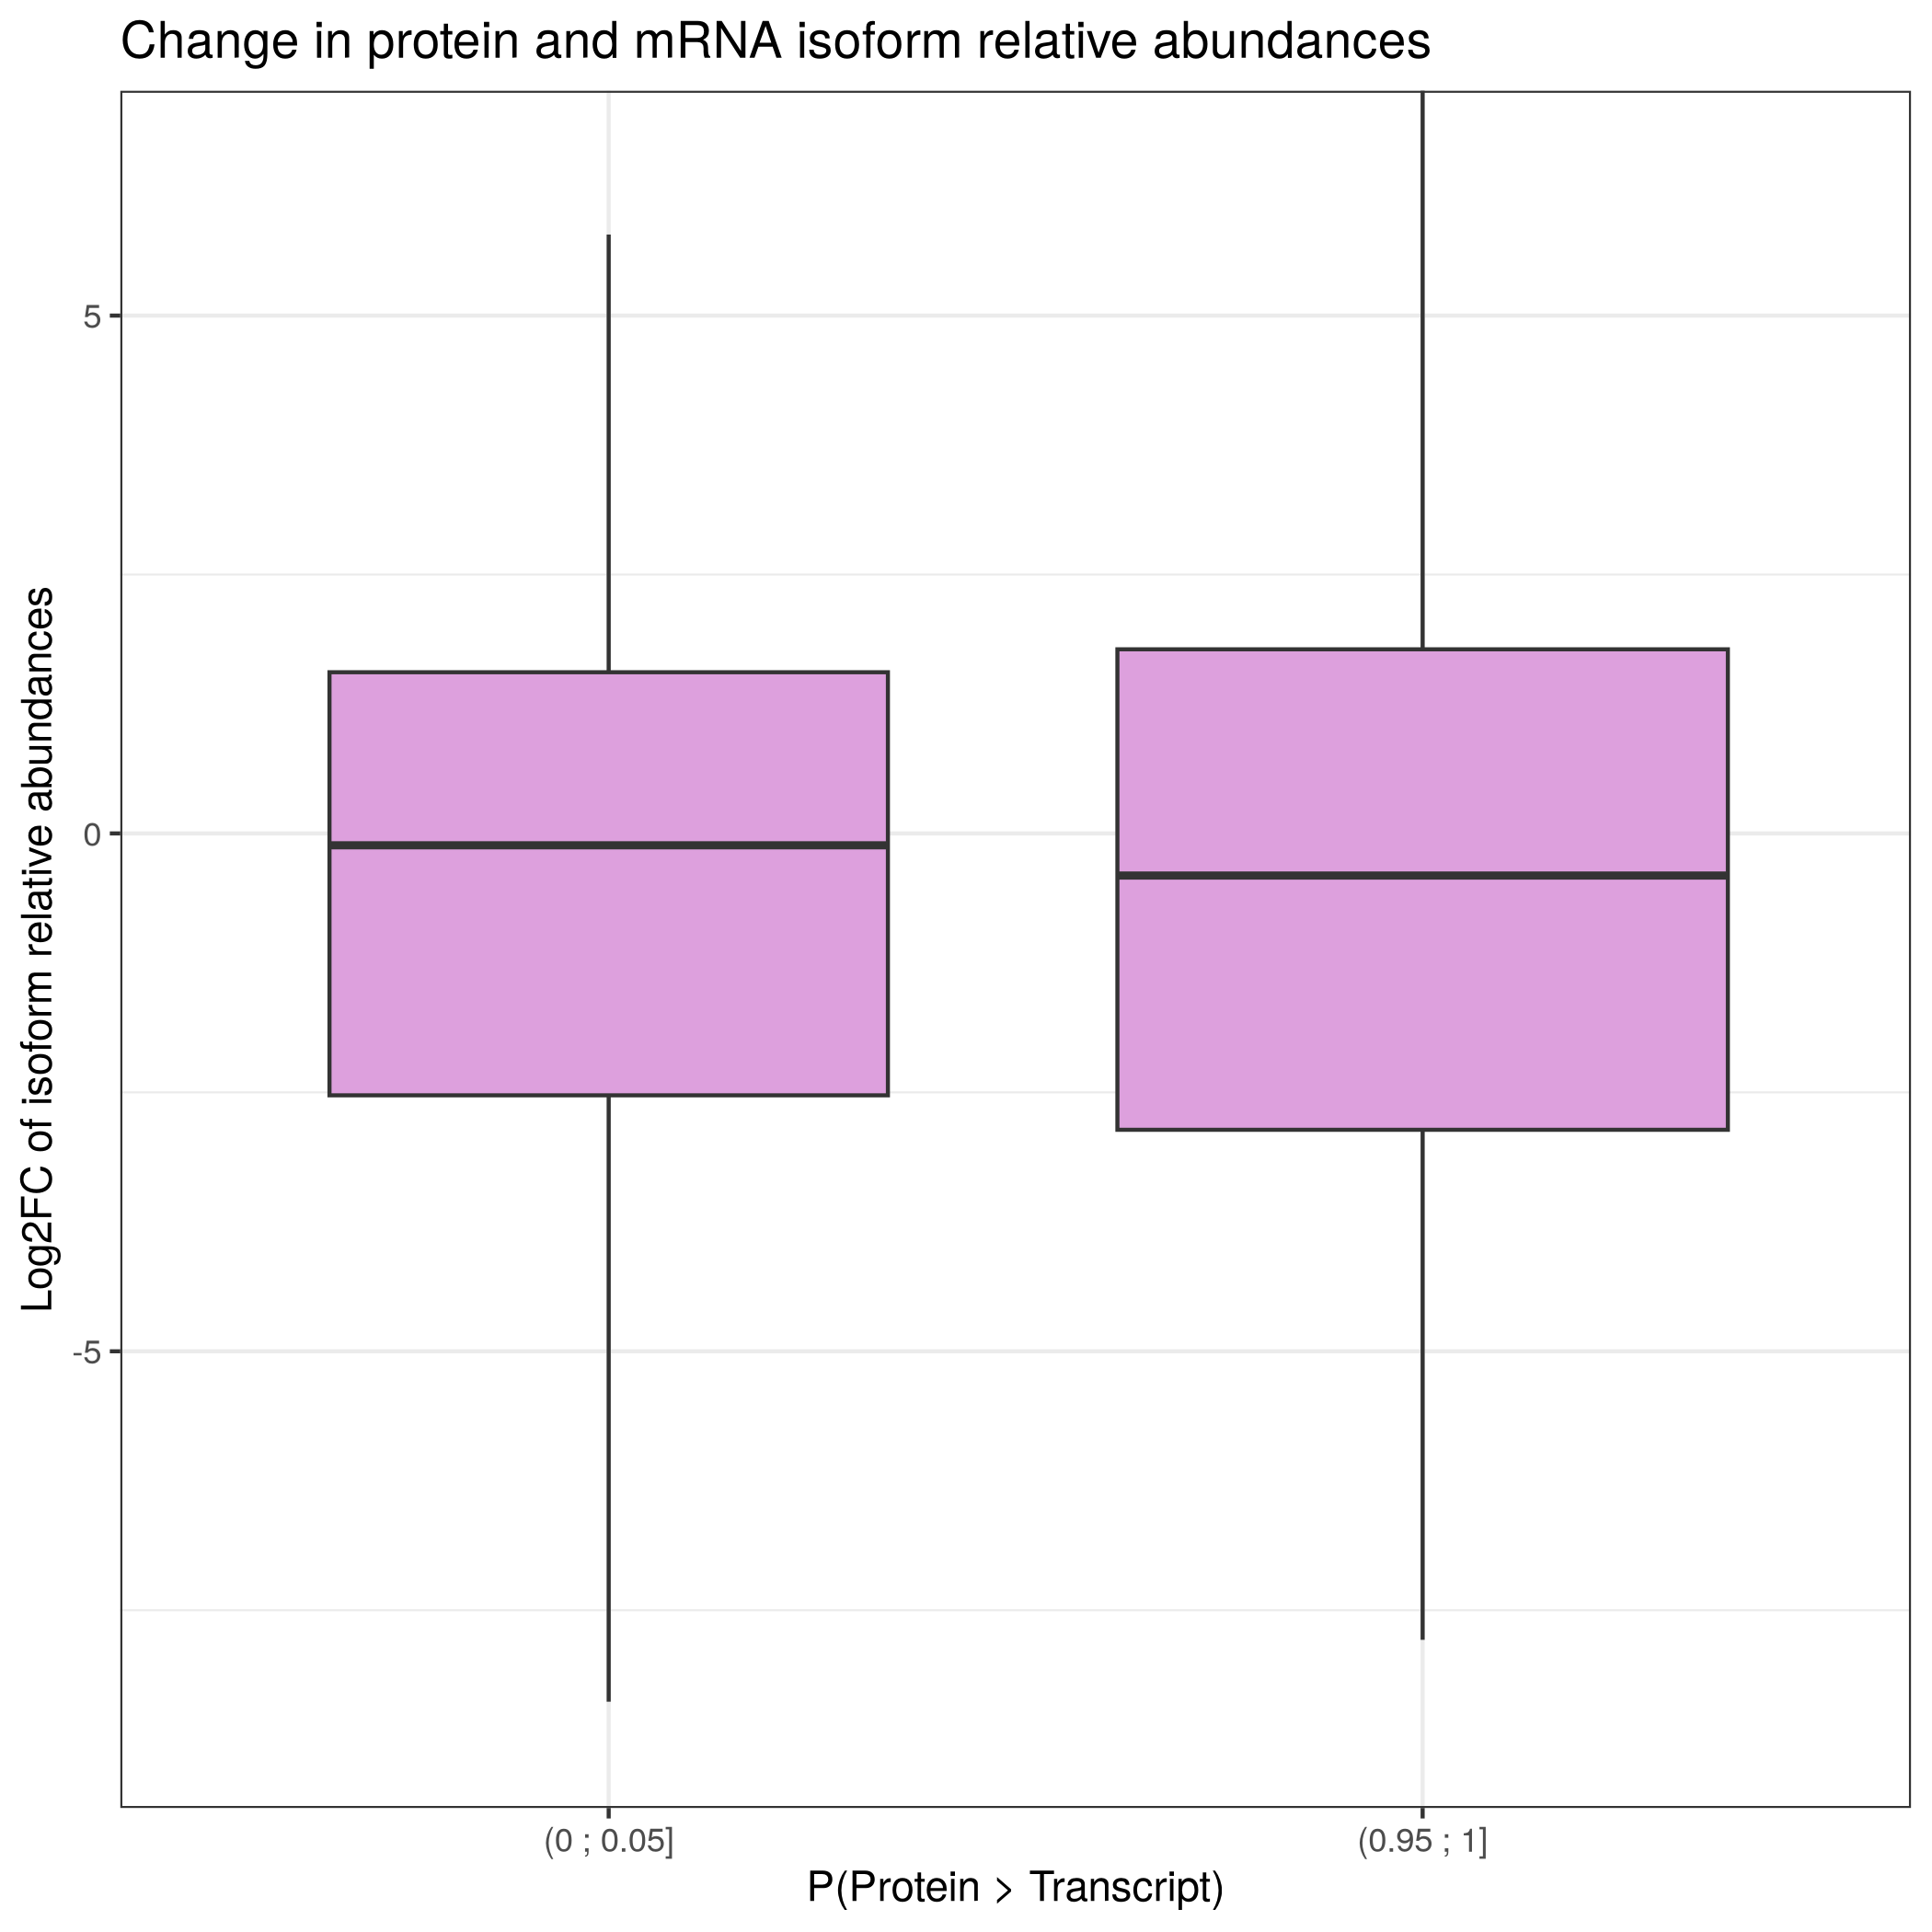 Change in protein and mRNA isoform relative abundances
Log2FC of isoform relative abundances
5
0
-5
(0 ; 0.05]
(0.95 ; 1]
P(Protein > Transcript)